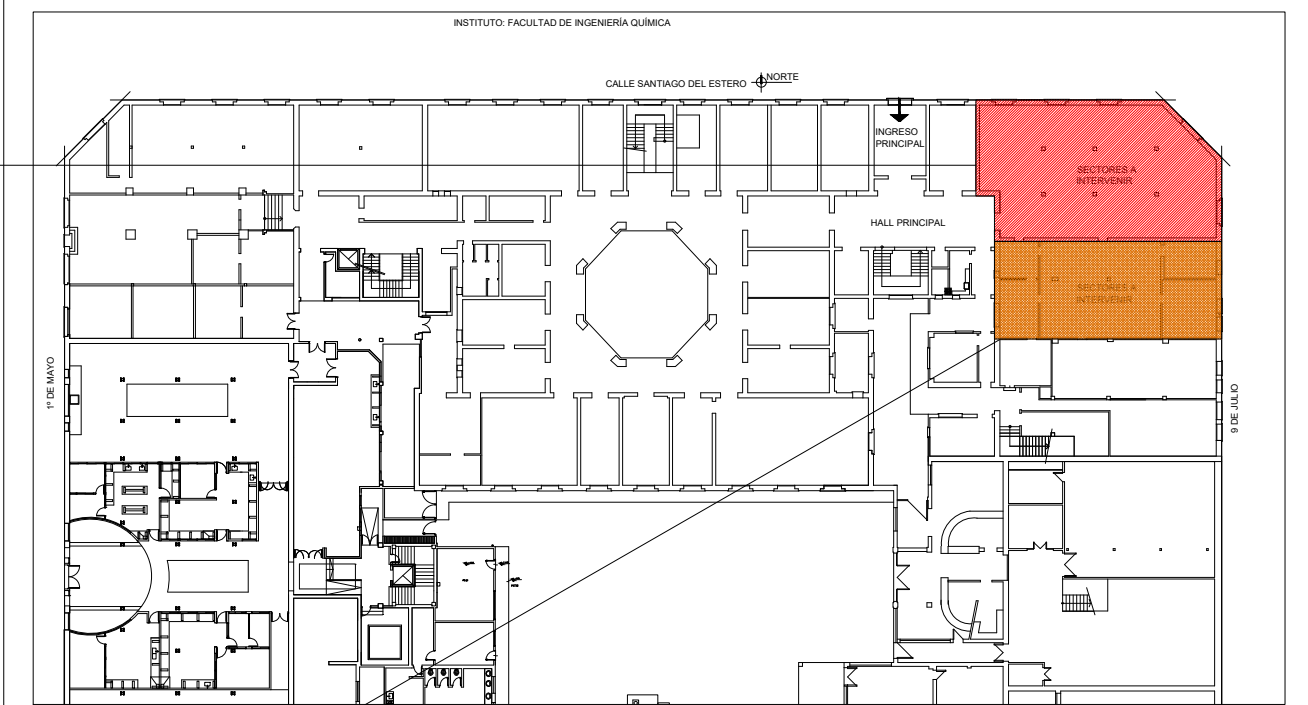 INSTITUTO: FACULTAD DE INGENIERÍA QUÍMICA
CALLE SANTIAGO DEL ESTERO
NORTE
INGRESO
PRINCIPAL
SECTORES A
INTERVENIR
HALL PRINCIPAL
SECTORES A
INTERVENIR
1º DE MAYO
9 DE JULIO